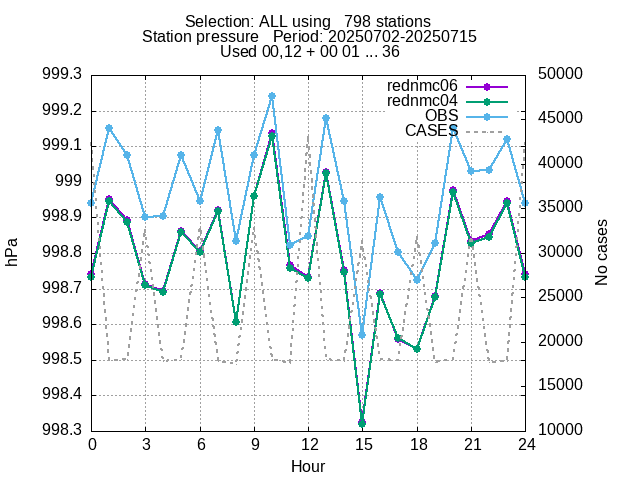 Selection: ALL using   798 stations
Station pressure   Period: 20250702-20250715
Used 00,12 + 00 01 ... 36
999.3
999.2
999.1
999
998.9
998.8
998.7
998.6
998.5
998.4
998.3
hPa
50000
45000
40000
35000
30000
25000
20000
15000
10000
No cases
rednmc06
rednmc04
OBS
CASES
0 3 6 9 12 15 18 21 24
Hour